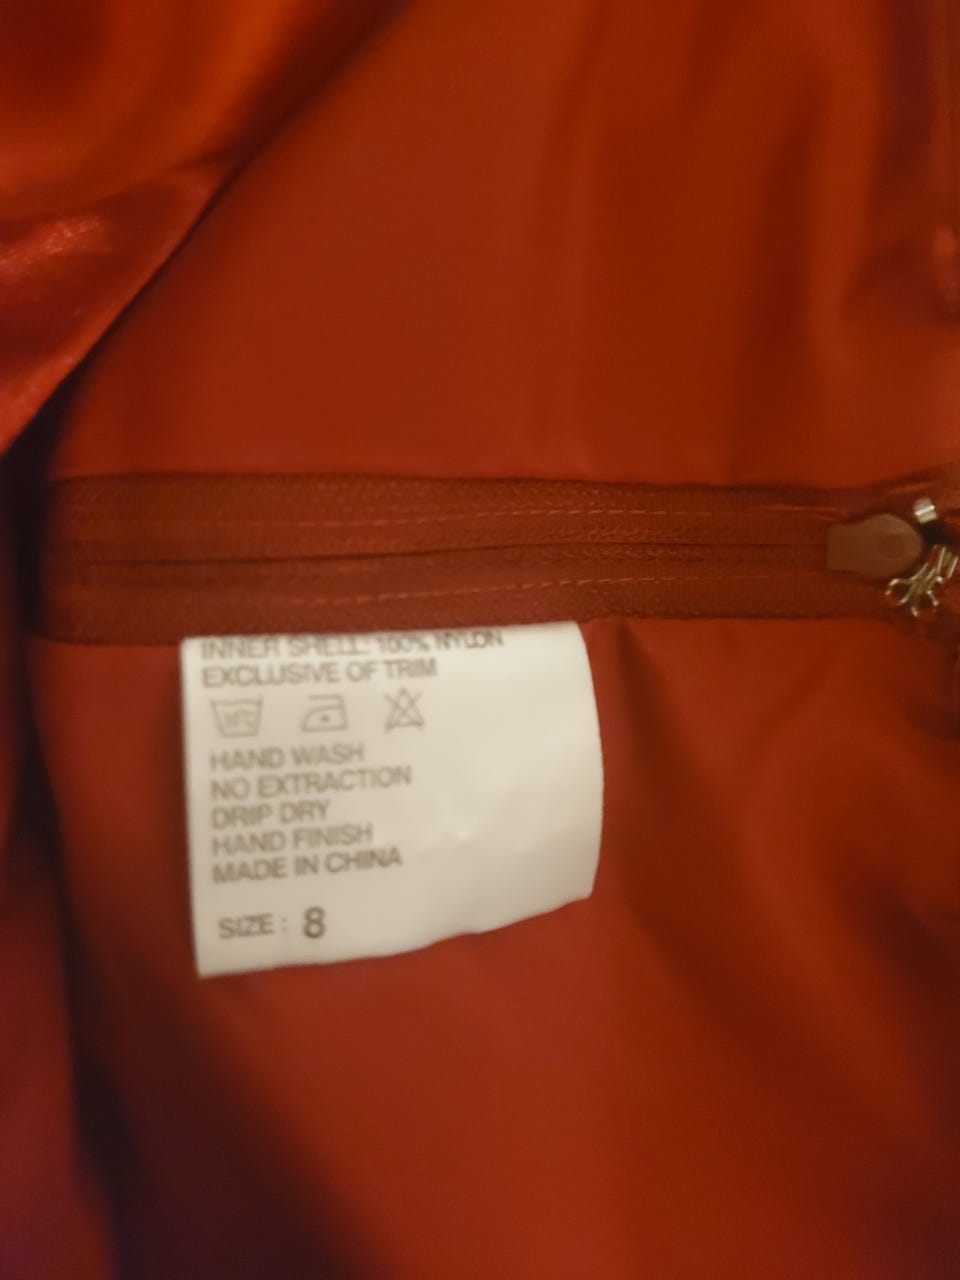 INNER SHELL: 100% NYLON
EXCLUSIVE OF TRIM
HAND WASH
NO EXTRACTION
DRIP DRY
HAND FINISH
MADE IN CHINA
SIZE : 8